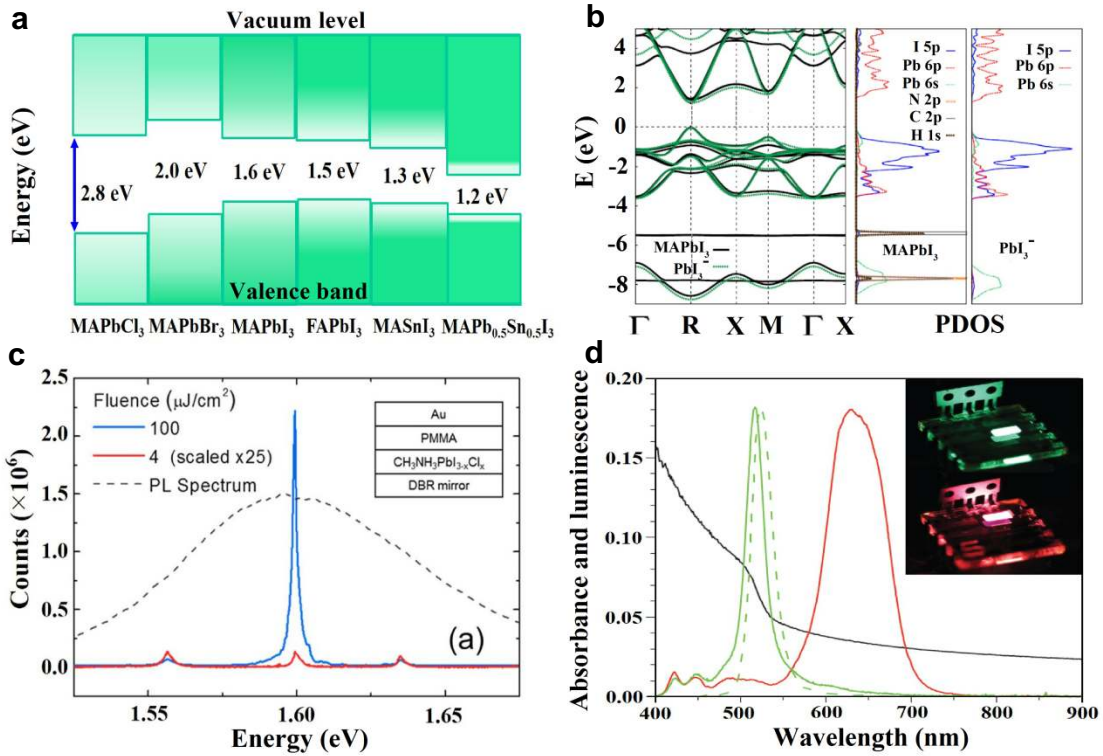 a
Vacuum level
Energy (eV)
2.8 eV
2.0 eV
1.6 eV
1.5 eV
1.3 eV
1.2 eV
Valence band
MAPbCl₃ MAPbBr₃ MAPbI₃ FAPbI₃ MASnI₃ MAPb₀.₅Sn₀.₅I₃
b
E (eV)
4
2
0
-2
-4
-6
-8
MAPbI₃
PbI₃⁻
Γ R X M Γ X
I 5p
Pb 6p
Pb 6s
N 2p
C 2p
H 1s
MAPbI₃
I 5p
Pb 6p
Pb 6s
PbI₃⁻
PDOS
c
Counts (×10⁶)
2.5
2.0
1.5
1.0
0.5
0.0
Fluence (μJ/cm²)
100
4 (scaled x25)
PL Spectrum
Au
PMMA
CH₃NH₃PbI₃₋ₓClₓ
DBR mirror
(a)
1.55 1.60 1.65
Energy (eV)
d
Absorbance and luminescence
0.20
0.15
0.10
0.05
0.00
400 500 600 700 800 900
Wavelength (nm)